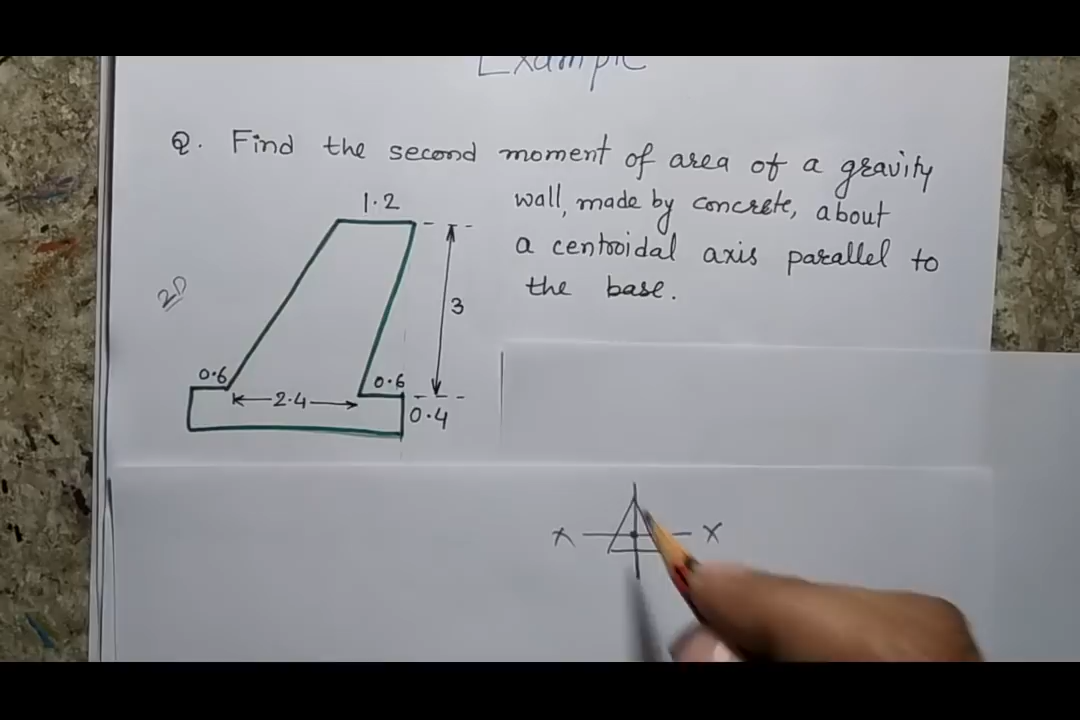 Example
Q. Find the second moment of area of a gravity
wall, made by concrete, about
a centroidal axis parallel to
the base.
1.2
3
0.6
2.4
0.6
0.4
X
X